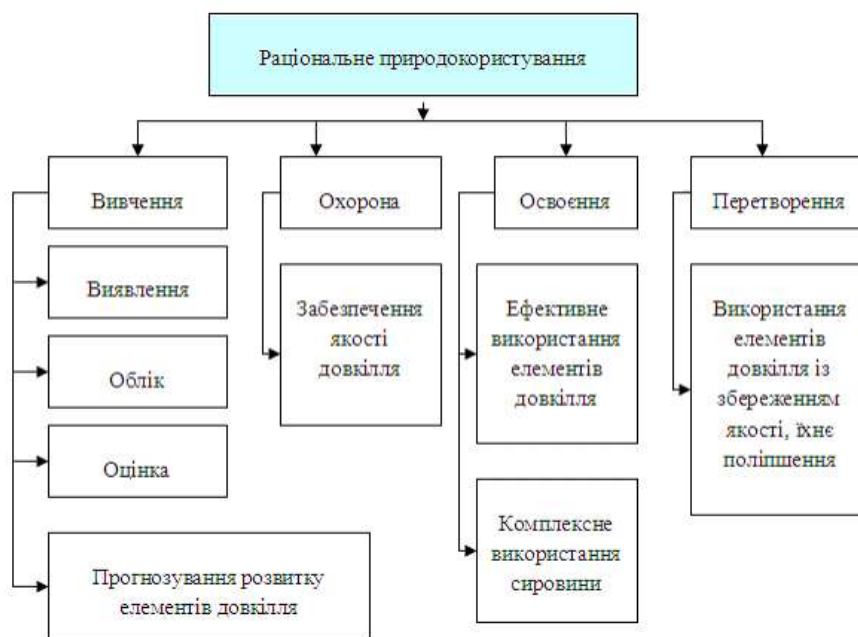 Раціональне природокористування
Вивчення
Охорона
Освоєння
Перетворення
Виявлення
Облік
Оцінка
Прогнозування розвитку
елементів довкілля
Забезпечення
якості
довкілля
Ефективне
використання
елементів
довкілля
Комплексне
використання
сировини
Використання
елементів
довкілля із
збереженням
якості, їхнє
поліпшення